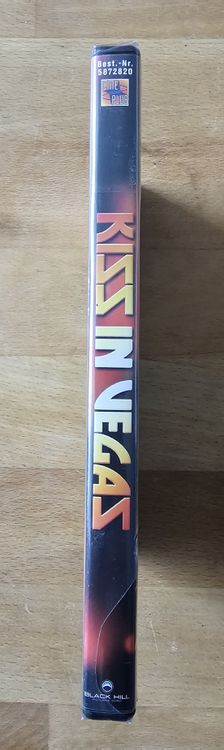 Best.-Nr.
5872820
KISS IN VEGAS
BLACK HILL